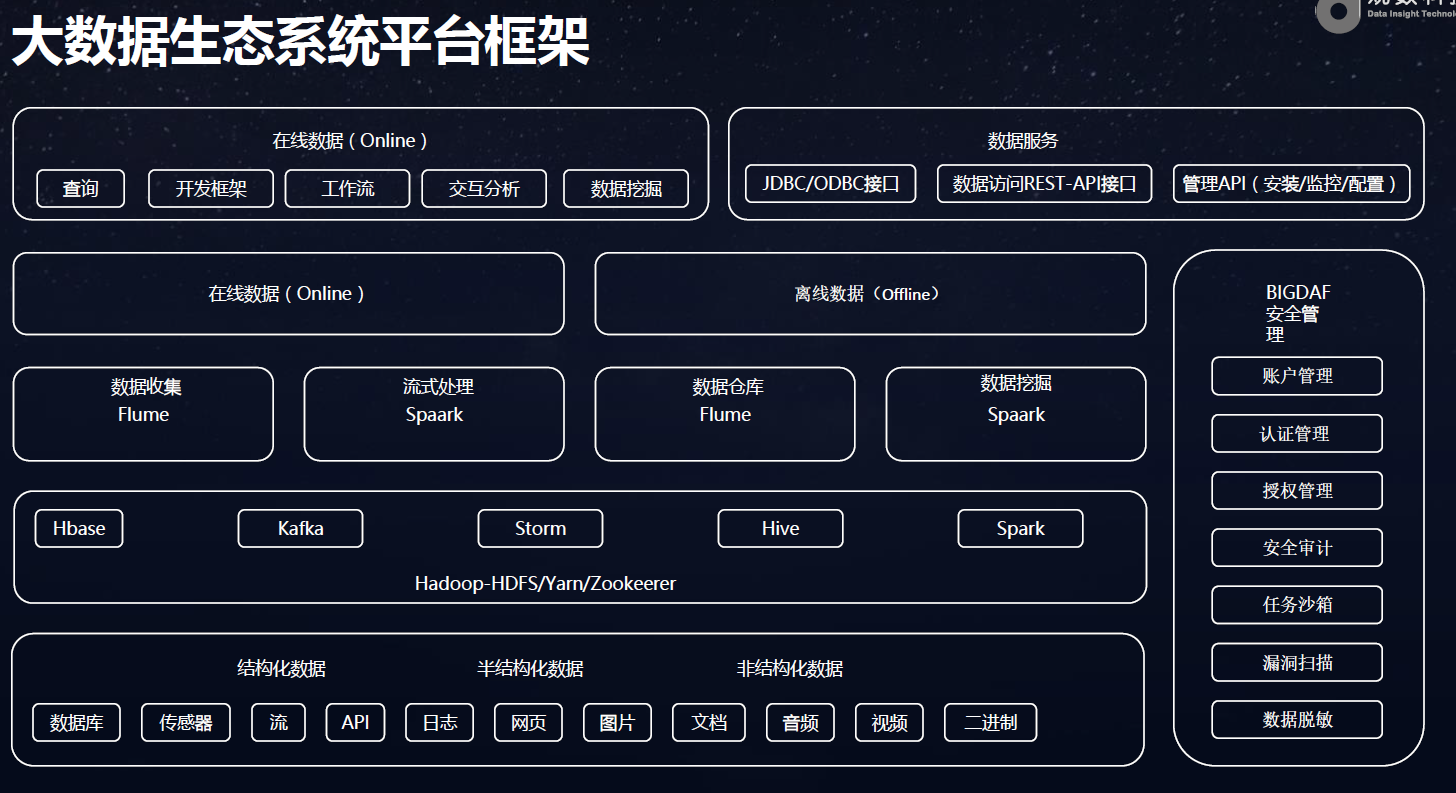 大数据生态系统平台框架
Data Insight Technol
在线数据（Online）
查询
开发框架
工作流
交互分析
数据挖掘
数据服务
JDBC/ODBC接口
数据访问REST-API接口
管理API（安装/监控/配置）
在线数据（Online）
离线数据（Offline）
数据收集
Flume
流式处理
Spaark
数据仓库
Flume
数据挖掘
Spaark
Hbase
Kafka
Storm
Hive
Spark
Hadoop-HDFS/Yarn/Zookeerer
结构化数据
半结构化数据
非结构化数据
数据库
传感器
流
API
日志
网页
图片
文档
音频
视频
二进制
BIGDAF
安全管
理
账户管理
认证管理
授权管理
安全审计
任务沙箱
漏洞扫描
数据脱敏